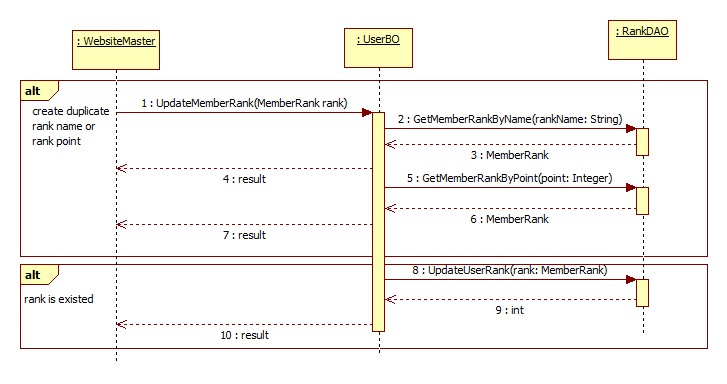 : WebsiteMaster
: UserBO
: RankDAO
alt
create duplicate
rank name or
rank point
1 : UpdateMemberRank(MemberRank rank)
2 : GetMemberRankByName(rankName: String)
3 : MemberRank
4 : result
5 : GetMemberRankByPoint(point: Integer)
6 : MemberRank
7 : result
alt
rank is existed
8 : UpdateUserRank(rank: MemberRank)
9 : int
10 : result